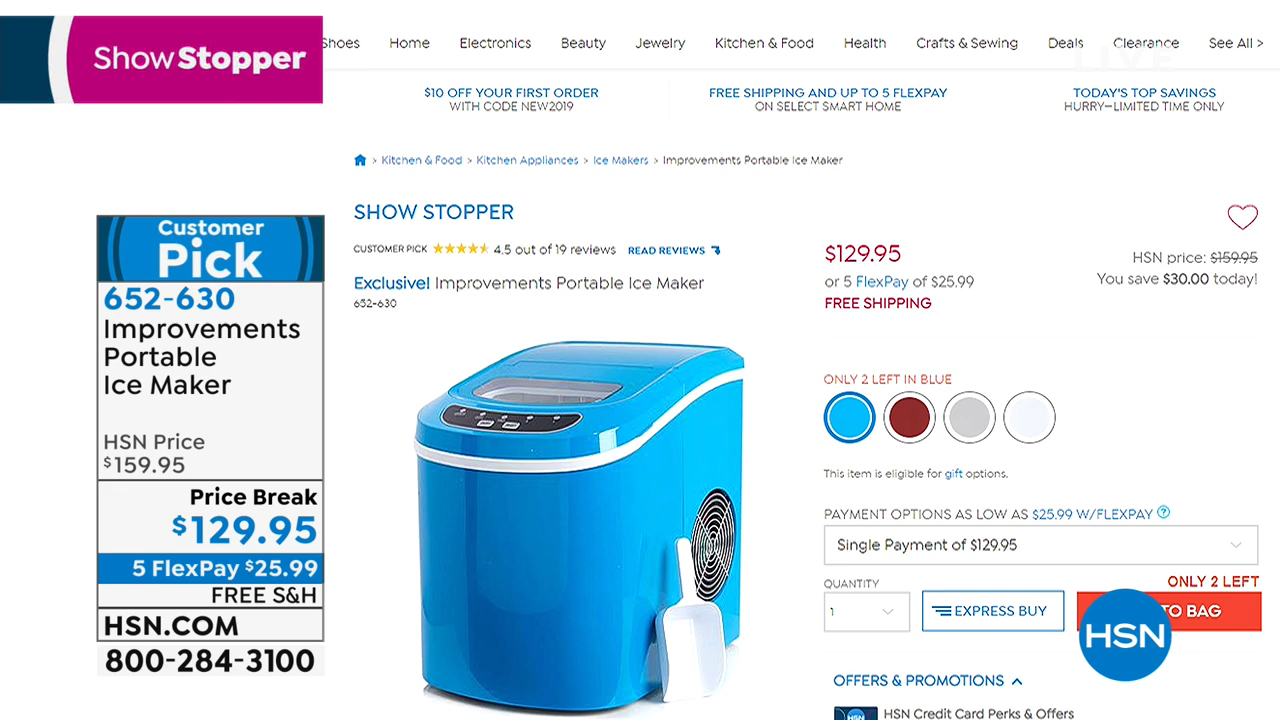 Show Stopper
Shoes Home Electronics Beauty Jewelry Kitchen & Food Health Crafts & Sewing Deals Clearance See All >
LIVE
$10 OFF YOUR FIRST ORDER
WITH CODE NEW2019
FREE SHIPPING AND UP TO 5 FLEXPAY
ON SELECT SMART HOME
TODAY'S TOP SAVINGS
HURRY—LIMITED TIME ONLY
> Kitchen & Food > Kitchen Appliances > Ice Makers > Improvements Portable Ice Maker
Customer
Pick
652-630
Improvements
Portable
Ice Maker
HSN Price
$159.95
Price Break
$129.95
5 FlexPay $25.99
FREE S&H
HSN.COM
800-284-3100
SHOW STOPPER
CUSTOMER PICK 4.5 out of 19 reviews READ REVIEWS
Exclusive! Improvements Portable Ice Maker
652-630
$129.95
or 5 FlexPay of $25.99
FREE SHIPPING
HSN price: $159.95
You save $30.00 today!
ONLY 2 LEFT IN BLUE
This item is eligible for gift options.
PAYMENT OPTIONS AS LOW AS $25.99 W/FLEXPAY ?
Single Payment of $129.95
QUANTITY
1
EXPRESS BUY
ONLY 2 LEFT
TO BAG
HSN
OFFERS & PROMOTIONS
HSN
HSN Credit Card Perks & Offers